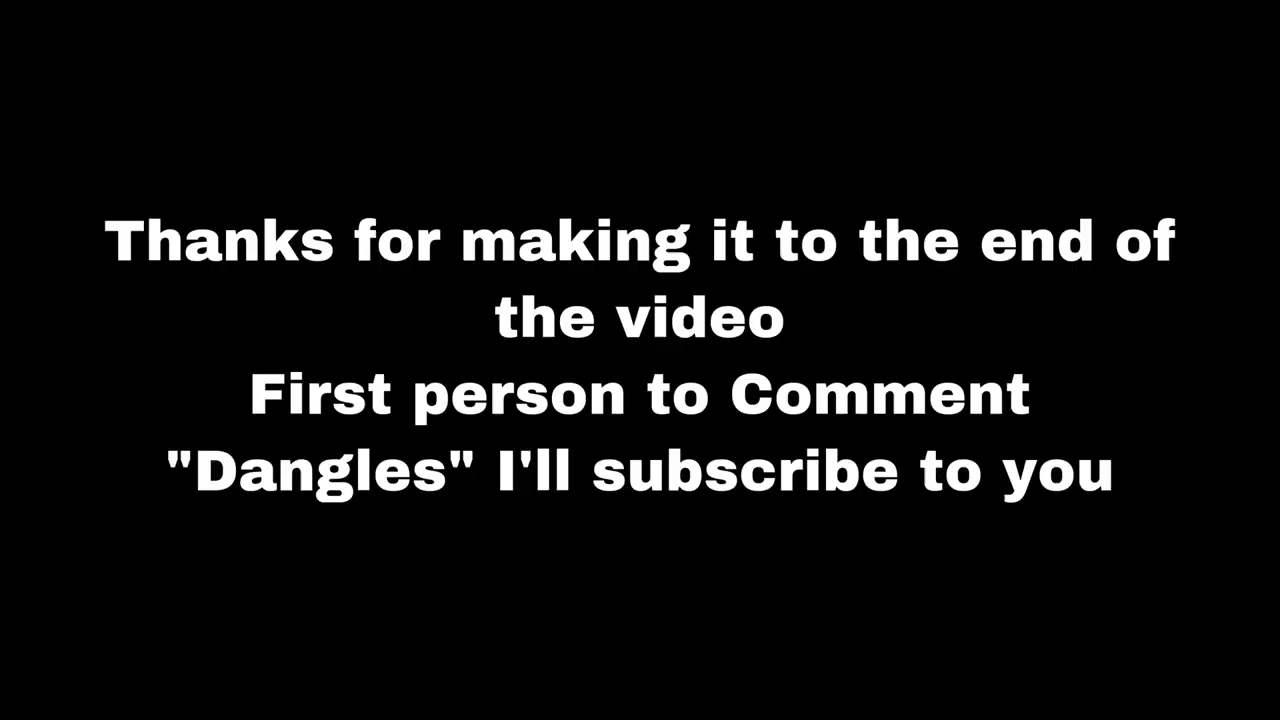 Thanks for making it to the end of
the video
First person to Comment
"Dangles" I'll subscribe to you